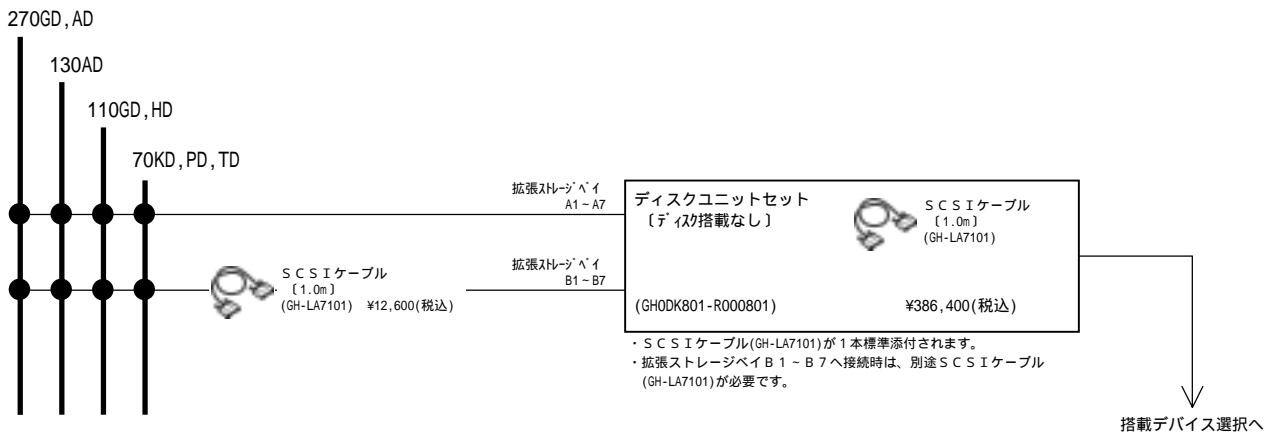 270GD,AD
130AD
110GD,HD
70KD,PD,TD
拡張ｽﾄﾚｰｼﾞﾍﾞｲ
A1～A7
ディスクユニットセット
〔ﾃﾞｨｽｸ搭載なし〕
ＳＣＳＩケーブル
〔1.0m〕
(GH-LA7101)
拡張ｽﾄﾚｰｼﾞﾍﾞｲ
B1～B7
ＳＣＳＩケーブル
〔1.0m〕
(GH-LA7101) ¥12,600(税込)
(GH0DK801-R000801) ¥386,400(税込)
・ＳＣＳＩケーブル(GH-LA7101)が１本標準添付されます。
・拡張ストレージベイＢ１～Ｂ７へ接続時は、別途ＳＣＳＩケーブル
(GH-LA7101)が必要です。
搭載デバイス選択へ